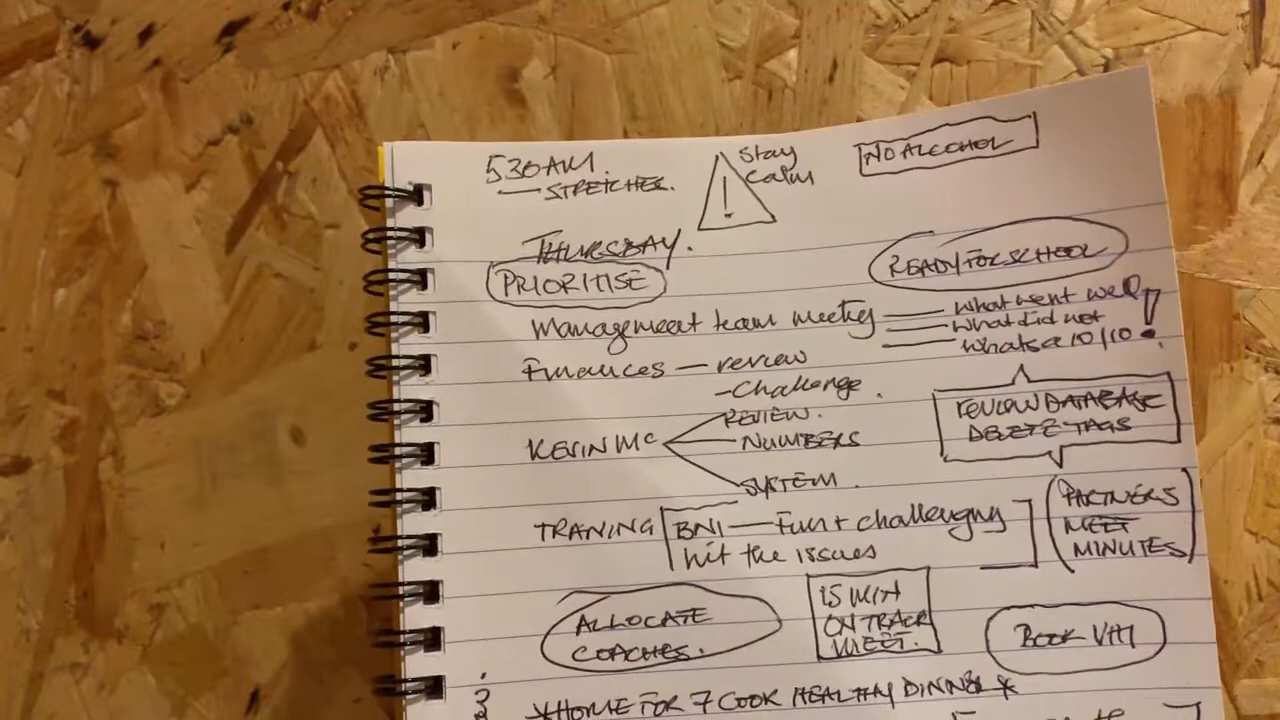 530AM.
Stay
calm
NO ALCOHOL
— STRETCHES.
!
THURSDAY.
PRIORITISE
READY FOR SCHOOL
Management team meeting — what went well
— what did not
— whats a 10/10 !
Finances — review
- challenge.
REVIEW.
KEVIN Mc — NUMBERS
SYSTEM.
REVIEW DATABASE
DELETE TAGS
TRANING BNI — Fun + challenging
hit the issues
PARTNERS
MEET
MINUTES
ALLOCATE
COACHES.
15 MIN
ON TRACK
MEET.
BOOK VHI
*HOME FOR 7 COOK HEALTHY DINNER *